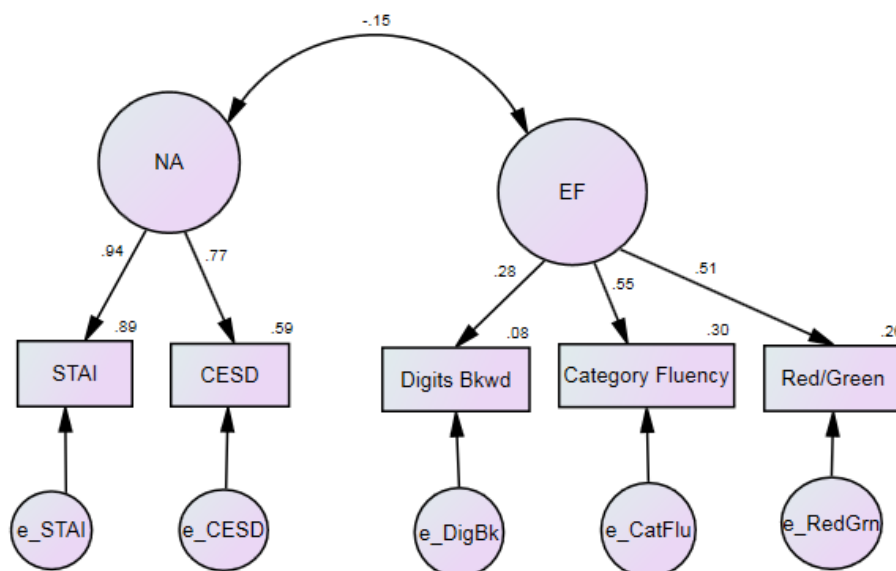 -.15
NA
EF
.94
.77
.28
.55
.51
.89
.59
.08
.30
STAI
CESD
Digits Bkwd
Category Fluency
Red/Green
e_STAI
e_CESD
e_DigBk
e_CatFlu
e_RedGrn